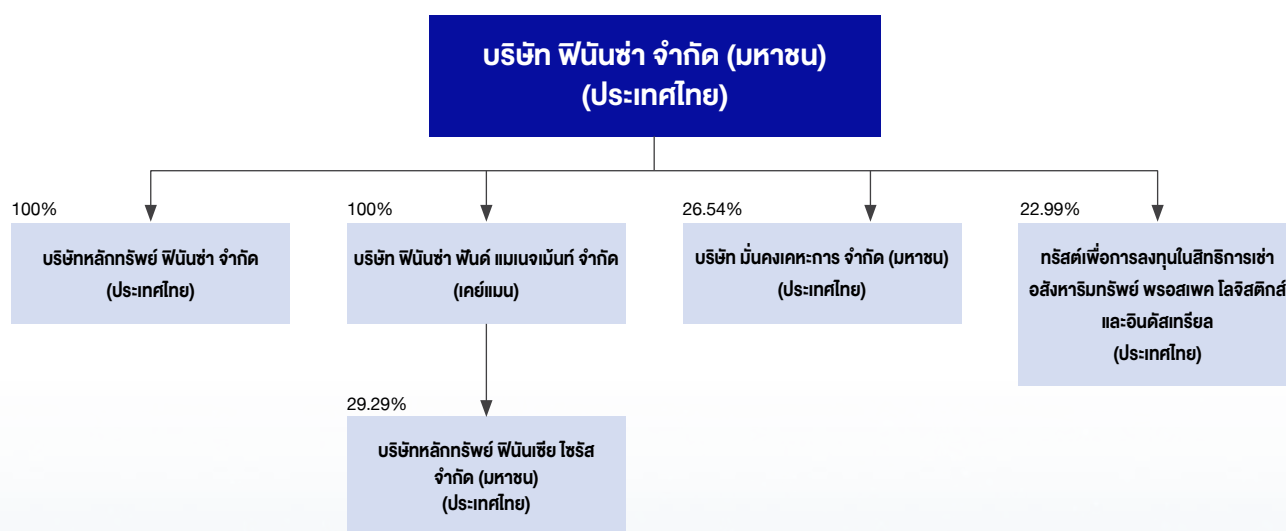 บริษัท ฟินันซ่า จำกัด (มหาชน)
(ประเทศไทย)
100%
บริษัทหลักทรัพย์ ฟินันซ่า จำกัด
(ประเทศไทย)
100%
บริษัท ฟินันซ่า ฟันด์ แมเนจเม้นท์ จำกัด
(เคย์แมน)
26.54%
บริษัท มั่นคงเคหะการ จำกัด (มหาชน)
(ประเทศไทย)
22.99%
ทรัสต์เพื่อการลงทุนในสิทธิการเช่า
อสังหาริมทรัพย์ พรอสเพค โลจิสติกส์
และอินดัสเทรียล
(ประเทศไทย)
29.29%
บริษัทหลักทรัพย์ ฟินันเซีย ไซรัส
จำกัด (มหาชน)
(ประเทศไทย)